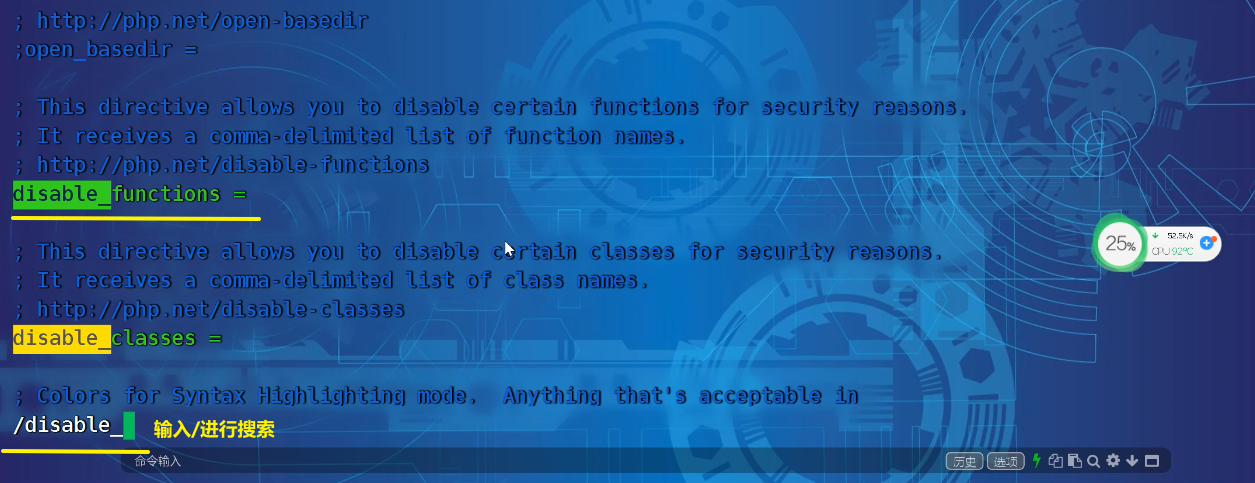 ; http://php.net/open-basedir
;open_basedir =
; This directive allows you to disable certain functions for security reasons.
; It receives a comma-delimited list of function names.
; http://php.net/disable-functions
disable_functions =
; This directive allows you to disable certain classes for security reasons.
; It receives a comma-delimited list of class names.
; http://php.net/disable-classes
disable_classes =
; Colors for Syntax Highlighting mode.  Anything that's acceptable in
/disable_ 输入/进行搜索
命令输入 历史 选项
25% 52.5K/s
CPU 92°C